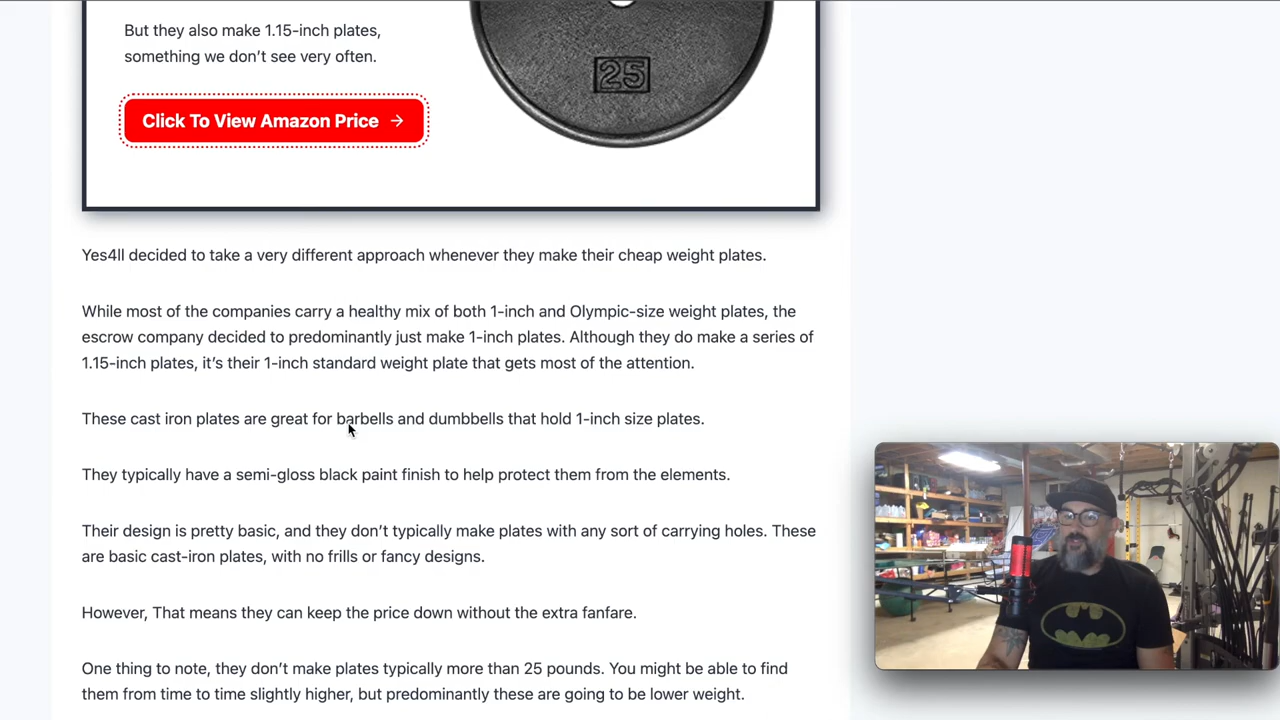 But they also make 1.15-inch plates,
something we don't see very often.
25
Click To View Amazon Price →
Yes4ll decided to take a very different approach whenever they make their cheap weight plates.
While most of the companies carry a healthy mix of both 1-inch and Olympic-size weight plates, the
escrow company decided to predominantly just make 1-inch plates. Although they do make a series of
1.15-inch plates, it's their 1-inch standard weight plate that gets most of the attention.
These cast iron plates are great for barbells and dumbbells that hold 1-inch size plates.
They typically have a semi-gloss black paint finish to help protect them from the elements.
Their design is pretty basic, and they don't typically make plates with any sort of carrying holes. These
are basic cast-iron plates, with no frills or fancy designs.
However, That means they can keep the price down without the extra fanfare.
One thing to note, they don't make plates typically more than 25 pounds. You might be able to find
them from time to time slightly higher, but predominantly these are going to be lower weight.